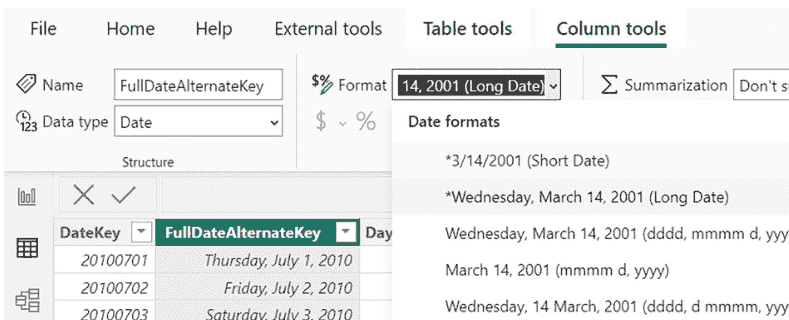 File Home Help External tools Table tools Column tools
Name FullDateAlternateKey $% Format 14, 2001 (Long Date) Σ Summarization Don't su
123 Data type Date $ % Date formats
Structure *3/14/2001 (Short Date)
*Wednesday, March 14, 2001 (Long Date)
DateKey FullDateAlternateKey Day Wednesday, March 14, 2001 (dddd, mmmm d, yyy
20100701 Thursday, July 1, 2010 March 14, 2001 (mmmm d, yyyy)
20100702 Friday, July 2, 2010
20100703 Saturday, July 3, 2010 Wednesday, 14 March, 2001 (dddd, d mmmm, yyy